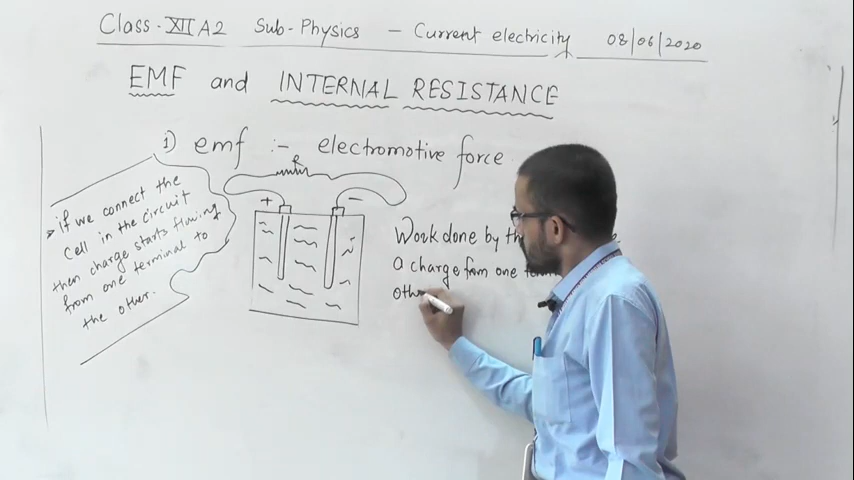 Class-XII A2 Sub-Physics - Current electricity 08/06/2020
EMF and INTERNAL RESISTANCE
1) emf :- electromotive force
R
+ -
* If we connect the
Cell in the circuit
then charge starts flowing
from one terminal to
the other.
Work done by the
a charge from one
oth